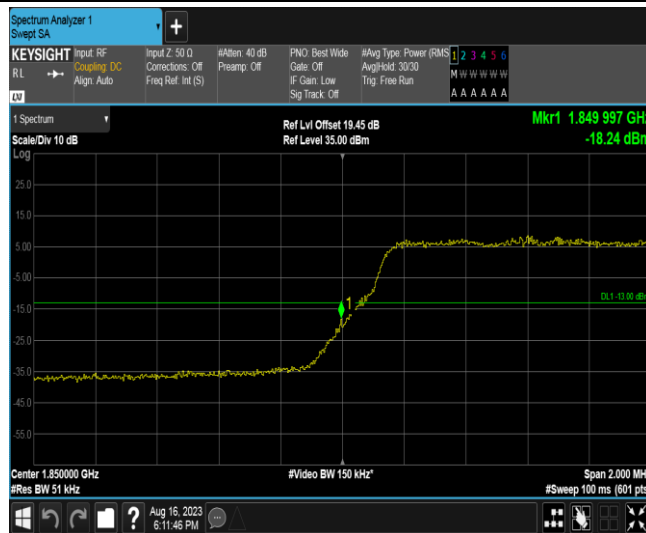 Spectrum Analyzer 1
Swept SA
+
KEYSIGHT
RL
LXI
Input: RF
Coupling: DC
Align: Auto
Input Z: 50 Ω
Corrections: Off
Freq Ref: Int (S)
#Atten: 40 dB
Preamp: Off
PNO: Best Wide
Gate: Off
IF Gain: Low
Sig Track: Off
#Avg Type: Power (RMS
Avg|Hold: 30/30
Trig: Free Run
1 2 3 4 5 6
M W W W W W
A A A A A A
1 Spectrum
Scale/Div 10 dB
Log
Ref Lvl Offset 19.45 dB
Ref Level 35.00 dBm
Mkr1 1.849 997 GHz
-18.24 dBm
25.0
15.0
5.00
-5.00
-15.0
-25.0
-35.0
-45.0
-55.0
1
DL1 -13.00 dBm
Center 1.850000 GHz
#Res BW 51 kHz
#Video BW 150 kHz*
Span 2.000 MH
#Sweep 100 ms (601 pts
?
Aug 16, 2023
6:11:46 PM